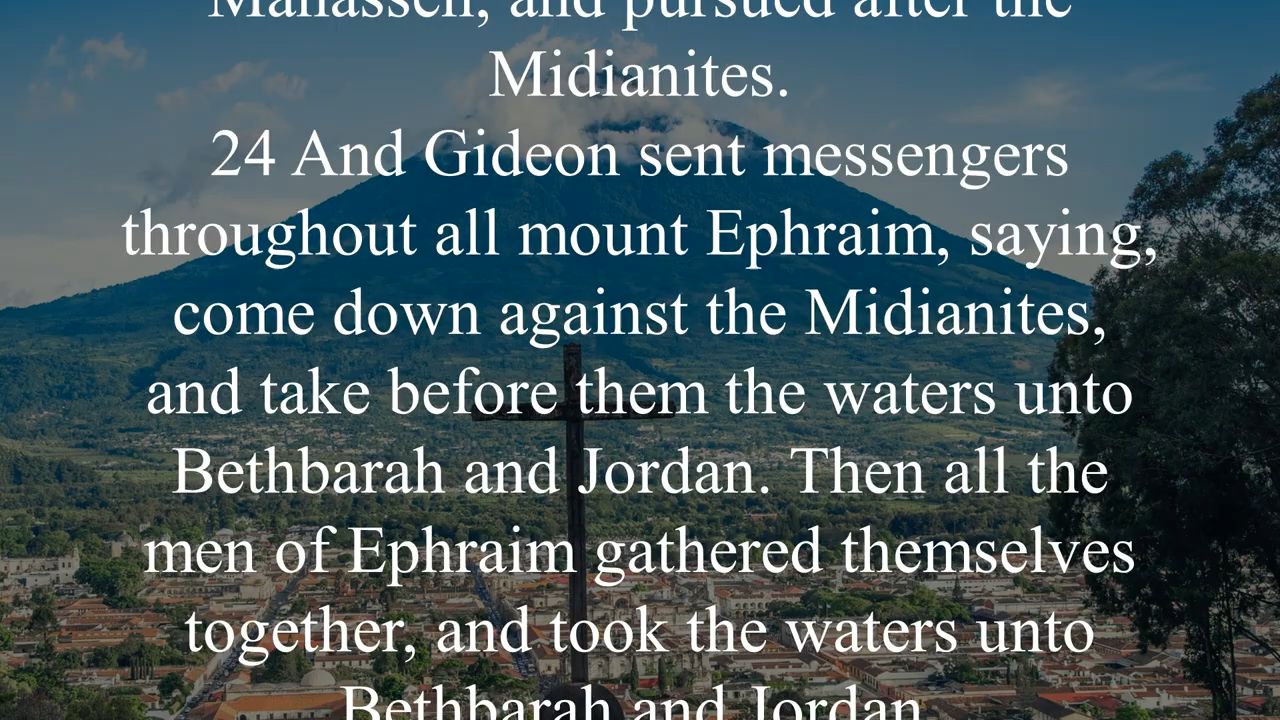 Manasseh, and pursued after the
Midianites.
24 And Gideon sent messengers
throughout all mount Ephraim, saying,
come down against the Midianites,
and take before them the waters unto
Bethbarah and Jordan. Then all the
men of Ephraim gathered themselves
together, and took the waters unto
Bethbarah and Jordan.